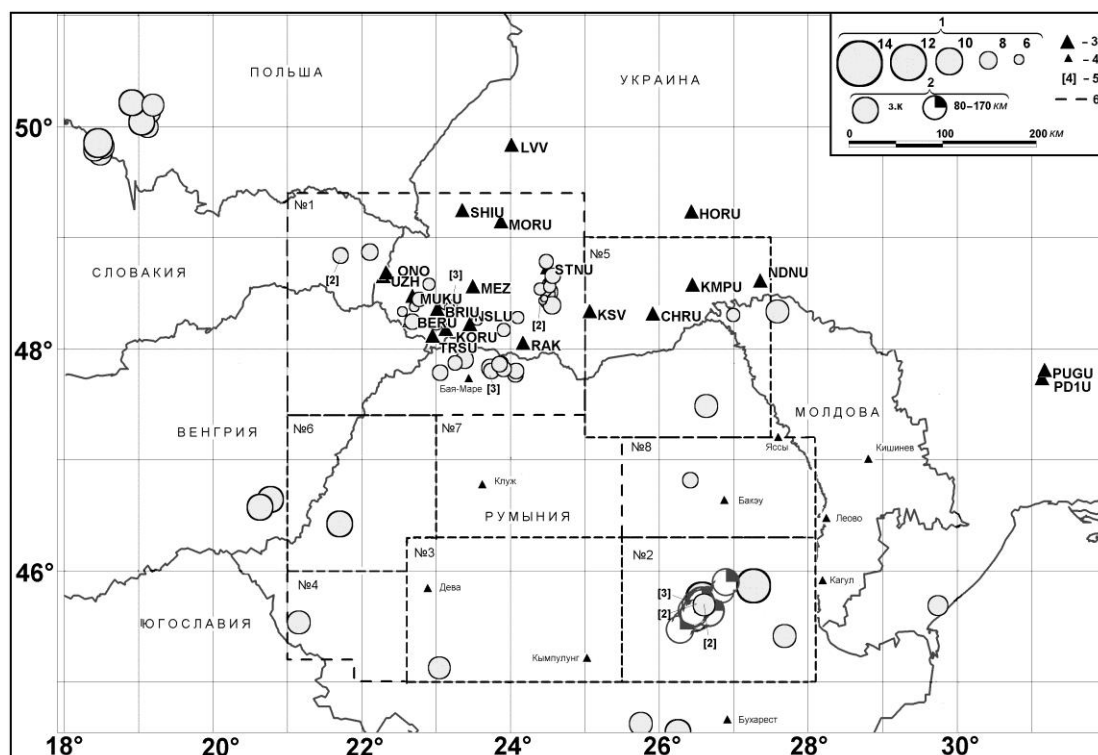 1
14 12 10 8 6
2
з.к 80–170 км
0 100 200 км
– 3
– 4
[4] – 5
6
ПОЛЬША
УКРАИНА
50°
LVV
№1
SHIU
MORU
HORU
№5
СЛОВАКИЯ
[2]
ONO
UZH
[3]
MEZ
STNU
[2]
KMPU
NDNU
MUKU
BRIU
NSLU
BERU
KORU
TRSU
RAK
KSV
CHRU
48°
Бая-Маре
[3]
PUGU
PD1U
МОЛДОВА
ВЕНГРИЯ
№6
№7
№8
Яссы
Кишинев
Клуж
Бакэу
РУМЫНИЯ
Леово
№3
№2
46°
№4
Дева
[3]
[2]
[2]
Кагул
ЮГОСЛАВИЯ
Кымпулунг
Бухарест
18° 20° 22° 24° 26° 28° 30°